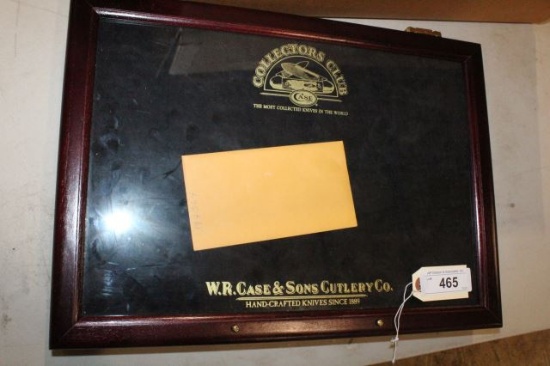 COLLECTORS CLUB
CASE
THE MOST COLLECTED KNIVES IN THE WORLD
W.R. CASE & SONS CUTLERY CO.
HAND-CRAFTED KNIVES SINCE 1889
465